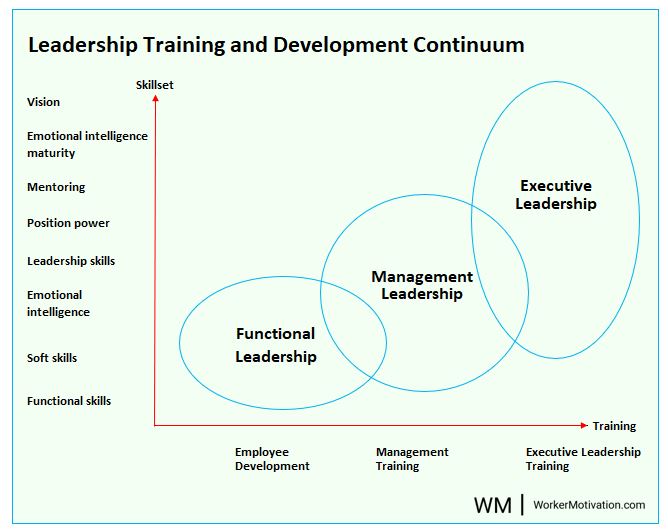 Leadership Training and Development Continuum
Skillset
Vision
Emotional intelligence
maturity
Mentoring
Position power
Leadership skills
Emotional
intelligence
Soft skills
Functional skills
Executive
Leadership
Management
Leadership
Functional
Leadership
Training
Employee
Development
Management
Training
Executive Leadership
Training
WM | WorkerMotivation.com